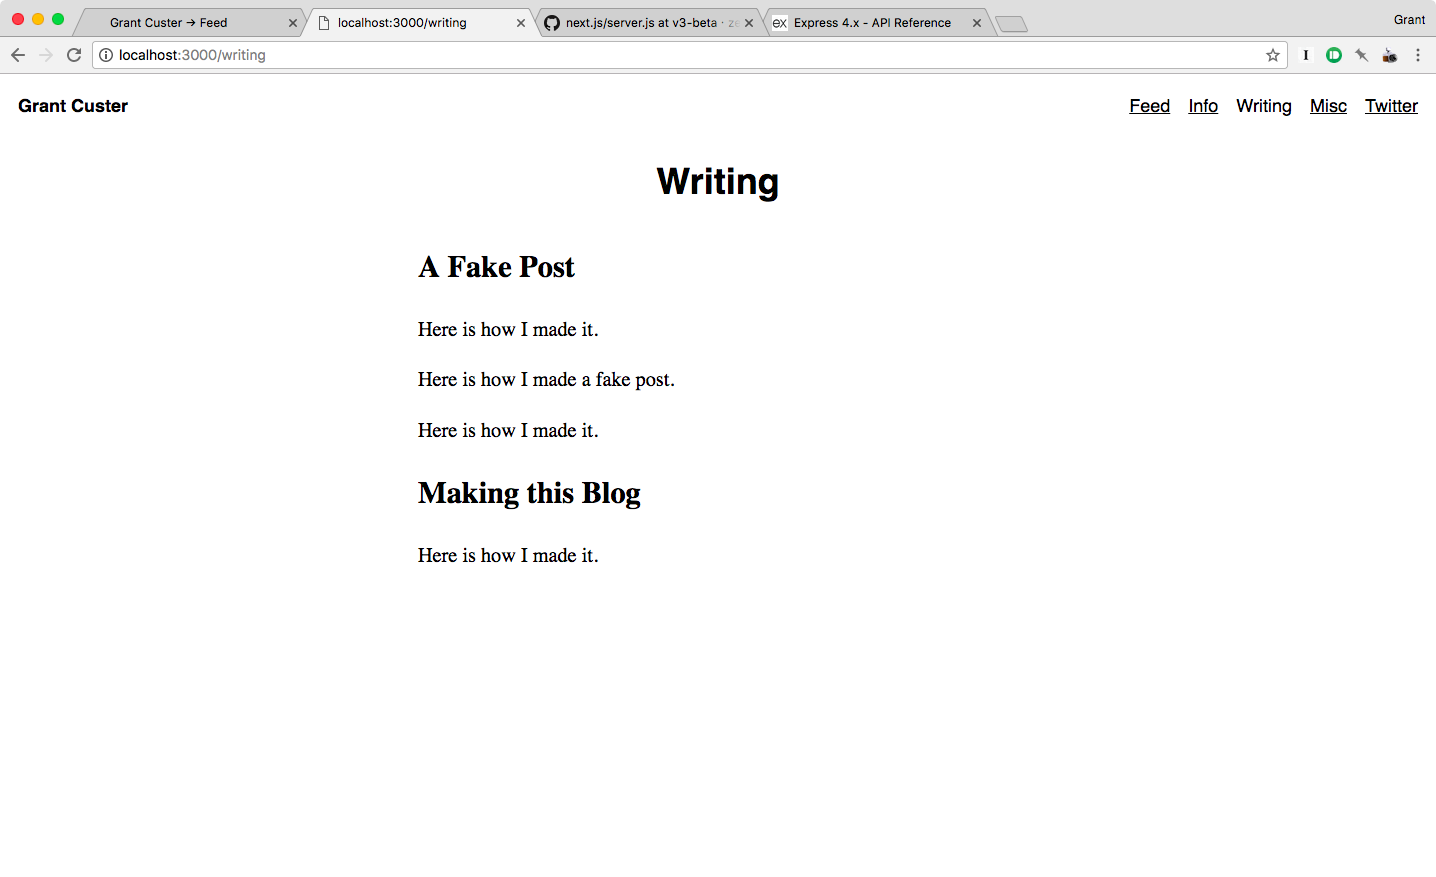 Grant Custer → Feed
localhost:3000/writing
next.js/server.js at v3-beta · ze
Express 4.x - API Reference
Grant
localhost:3000/writing
Grant Custer
Feed Info Writing Misc Twitter
Writing
A Fake Post
Here is how I made it.
Here is how I made a fake post.
Here is how I made it.
Making this Blog
Here is how I made it.